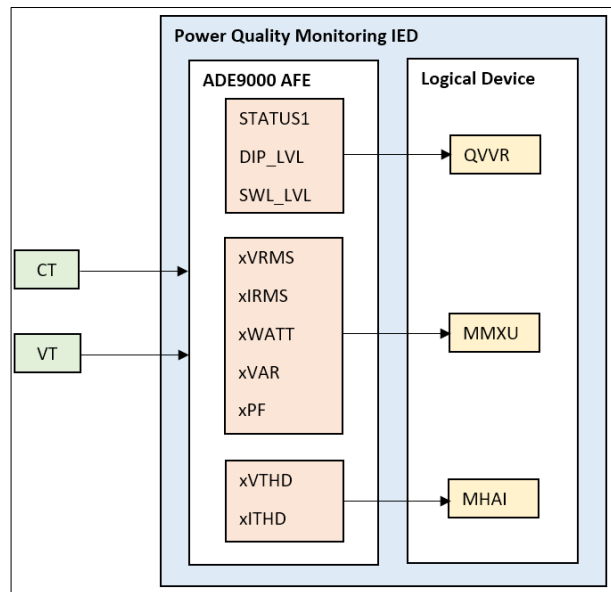 Power Quality Monitoring IED
ADE9000 AFE
Logical Device
STATUS1
DIP_LVL
SWL_LVL
QVVR
CT
VT
xVRMS
xIRMS
xWATT
xVAR
xPF
MMXU
xVTHD
xITHD
MHAI